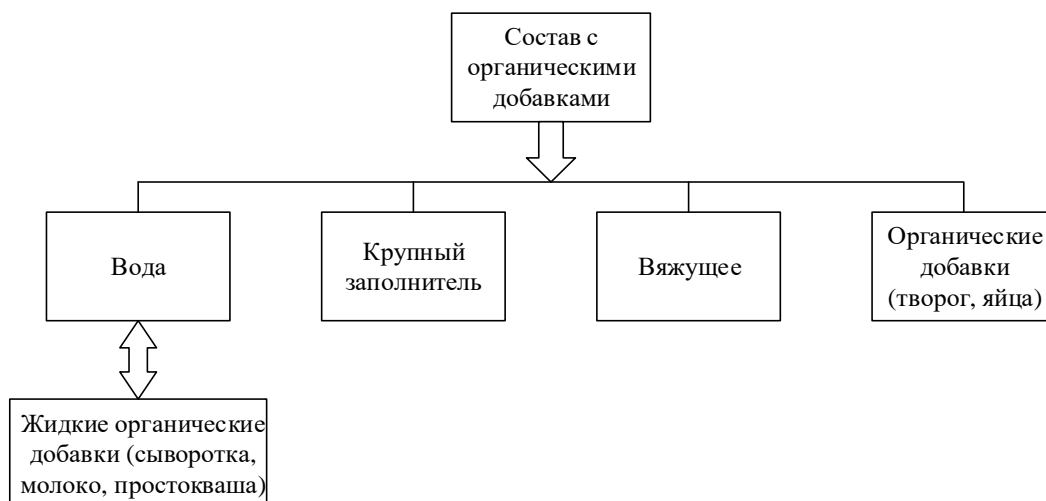 Состав с
органическими
добавками
Вода
Крупный
заполнитель
Вяжущее
Органические
добавки
(творог, яйца)
Жидкие органические
добавки (сыворотка,
молоко, простокваша)